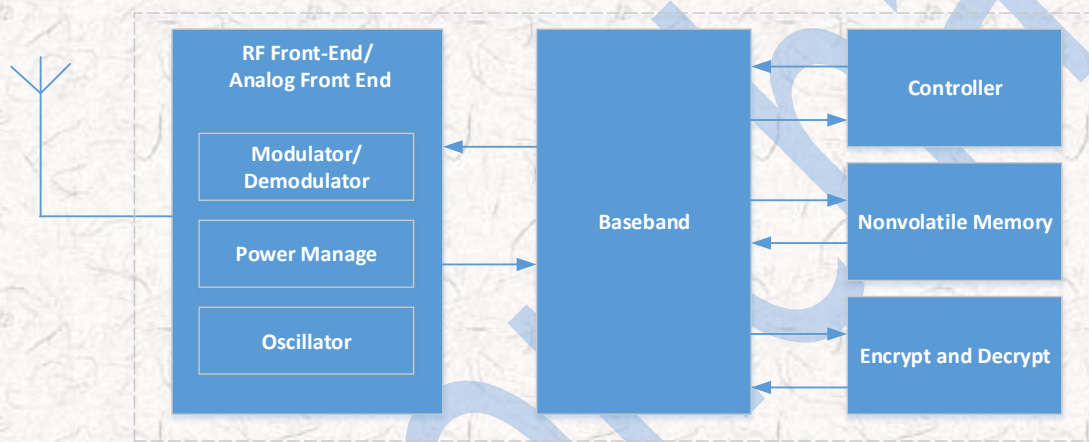 RF Front-End/
Analog Front End
Modulator/
Demodulator
Power Manage
Oscillator
Baseband
Controller
Nonvolatile Memory
Encrypt and Decrypt